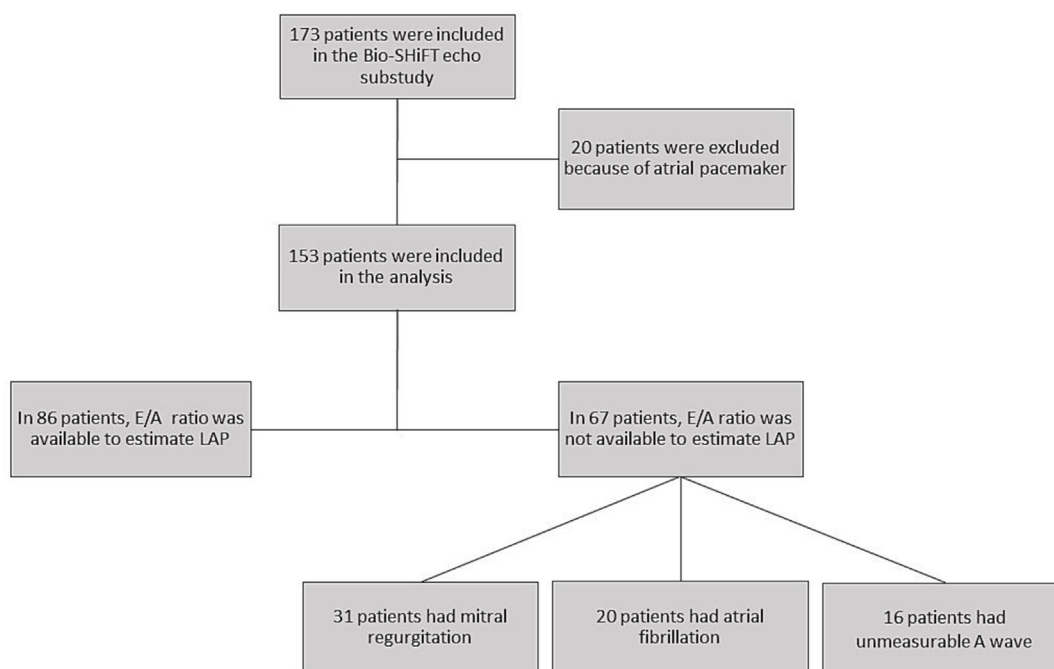 173 patients were included
in the Bio-SHiFT echo
substudy
20 patients were excluded
because of atrial pacemaker
153 patients were included
in the analysis
In 86 patients, E/A ratio was
available to estimate LAP
In 67 patients, E/A ratio was
not available to estimate LAP
31 patients had mitral
regurgitation
20 patients had atrial
fibrillation
16 patients had
unmeasurable A wave